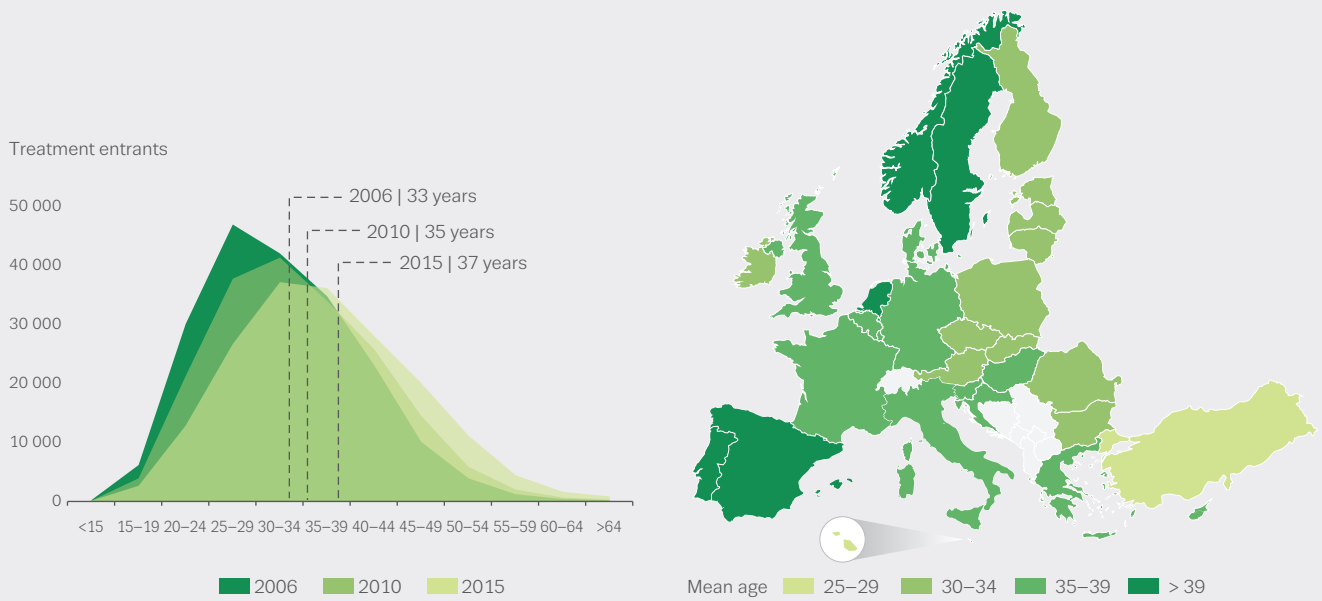 Treatment entrants
50 000
40 000
30 000
20 000
10 000
0
2006 | 33 years
2010 | 35 years
2015 | 37 years
<15 15–19 20–24 25–29 30–34 35–39 40–44 45–49 50–54 55–59 60–64 >64
2006 2010 2015
Mean age 25–29 30–34 35–39 > 39